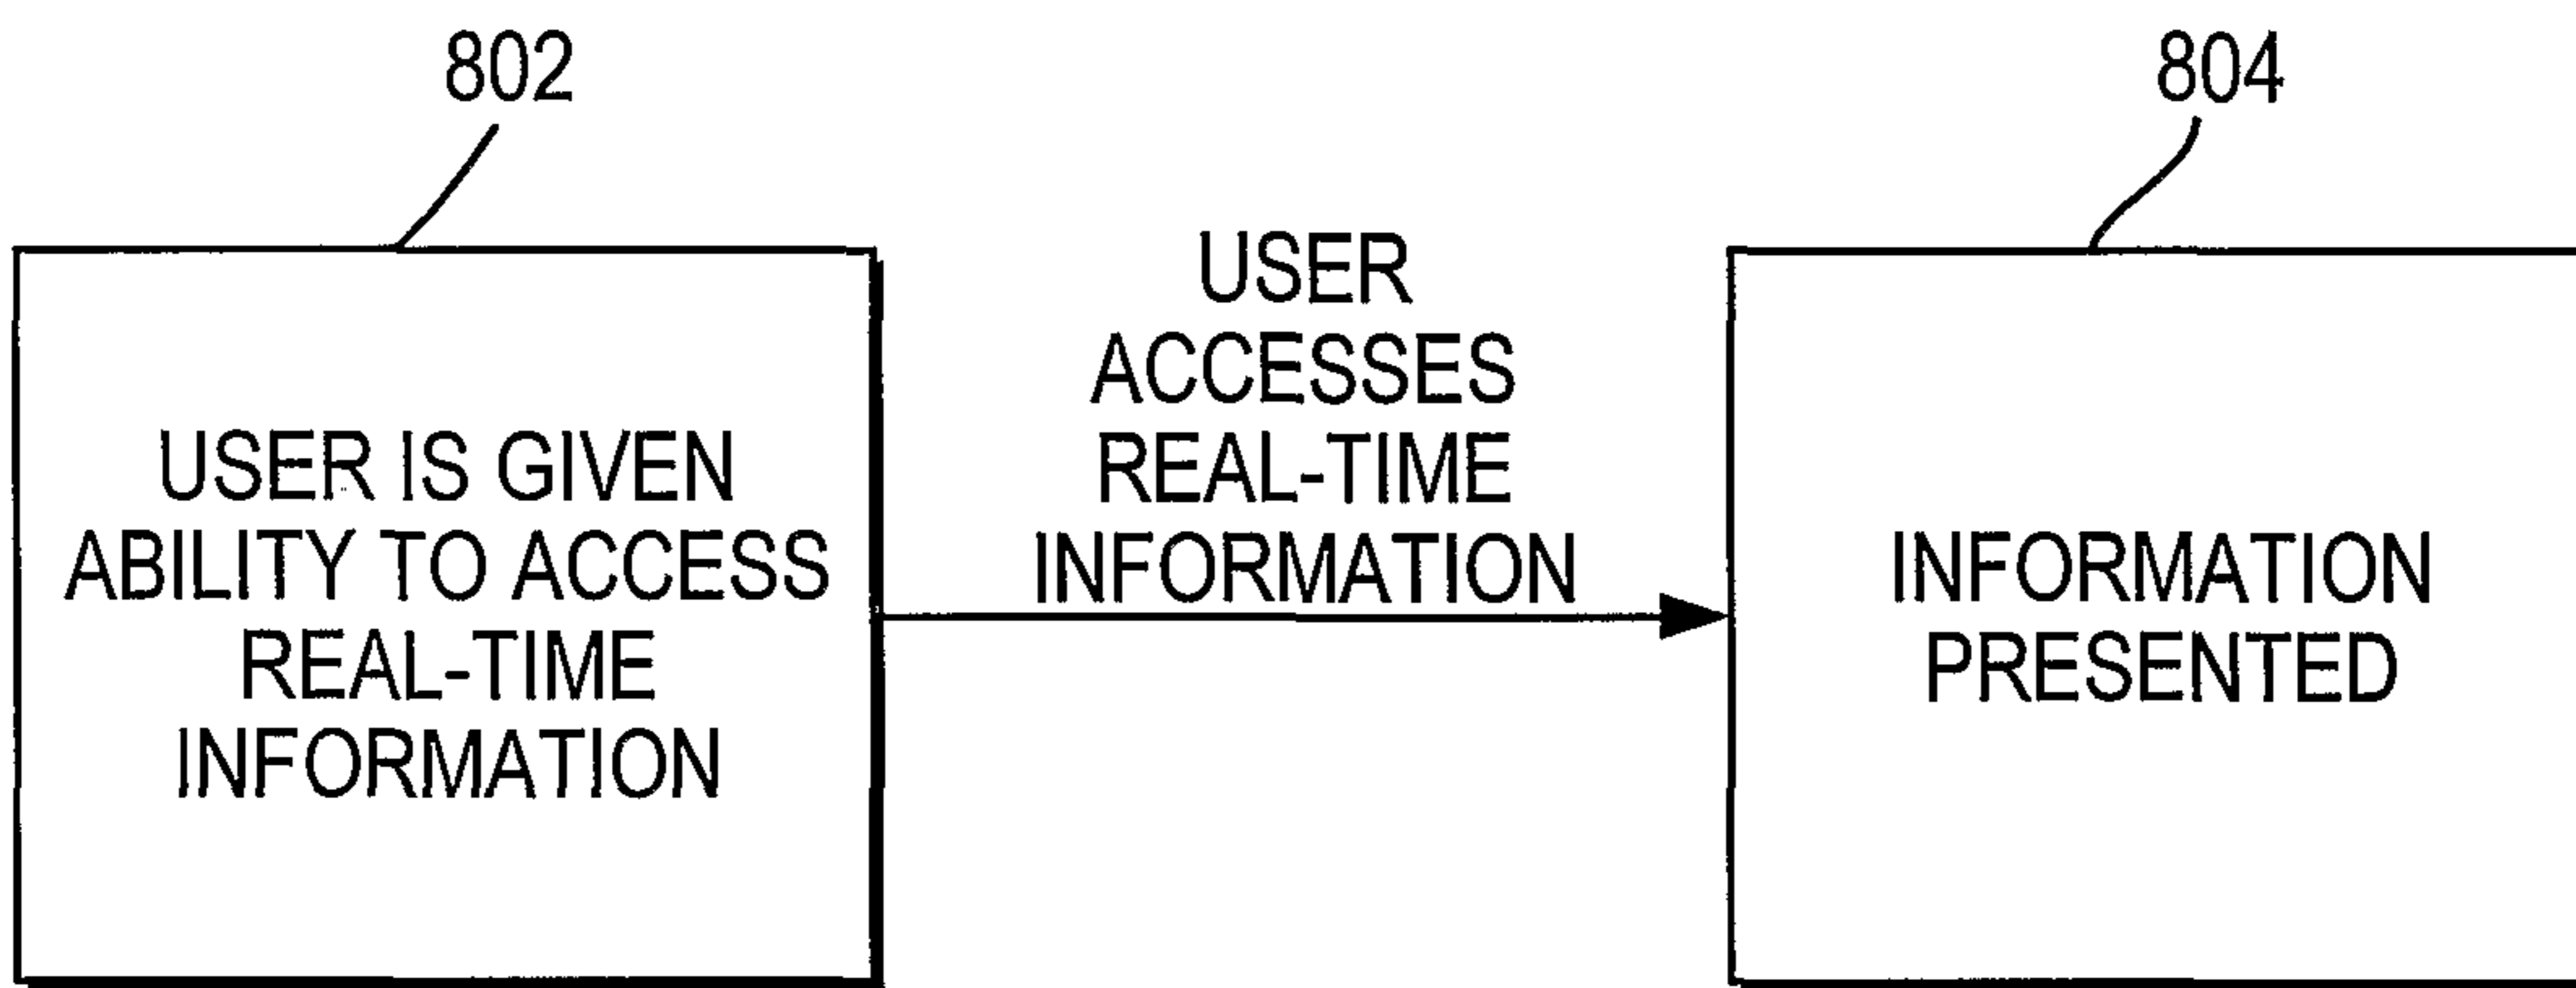 802
804
USER IS GIVEN
ABILITY TO ACCESS
REAL-TIME
INFORMATION
USER
ACCESSES
REAL-TIME
INFORMATION
INFORMATION
PRESENTED